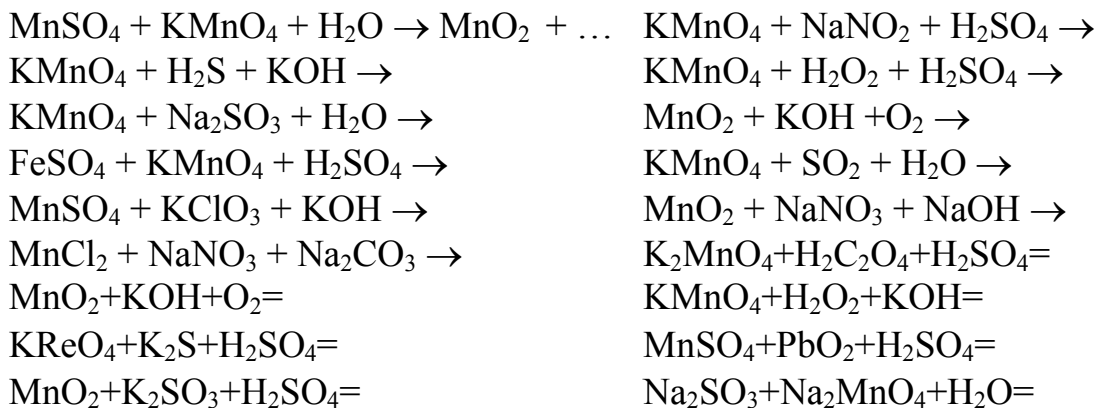 MnSO₄ + KMnO₄ + H₂O → MnO₂ + …
KMnO₄ + H₂S + KOH →
KMnO₄ + Na₂SO₃ + H₂O →
FeSO₄ + KMnO₄ + H₂SO₄ →
MnSO₄ + KClO₃ + KOH →
MnCl₂ + NaNO₃ + Na₂CO₃ →
MnO₂+KOH+O₂=
KReO₄+K₂S+H₂SO₄=
MnO₂+K₂SO₃+H₂SO₄=
KMnO₄ + NaNO₂ + H₂SO₄ →
KMnO₄ + H₂O₂ + H₂SO₄ →
MnO₂ + KOH +O₂ →
KMnO₄ + SO₂ + H₂O →
MnO₂ + NaNO₃ + NaOH →
K₂MnO₄+H₂C₂O₄+H₂SO₄=
KMnO₄+H₂O₂+KOH=
MnSO₄+PbO₂+H₂SO₄=
Na₂SO₃+Na₂MnO₄+H₂O=